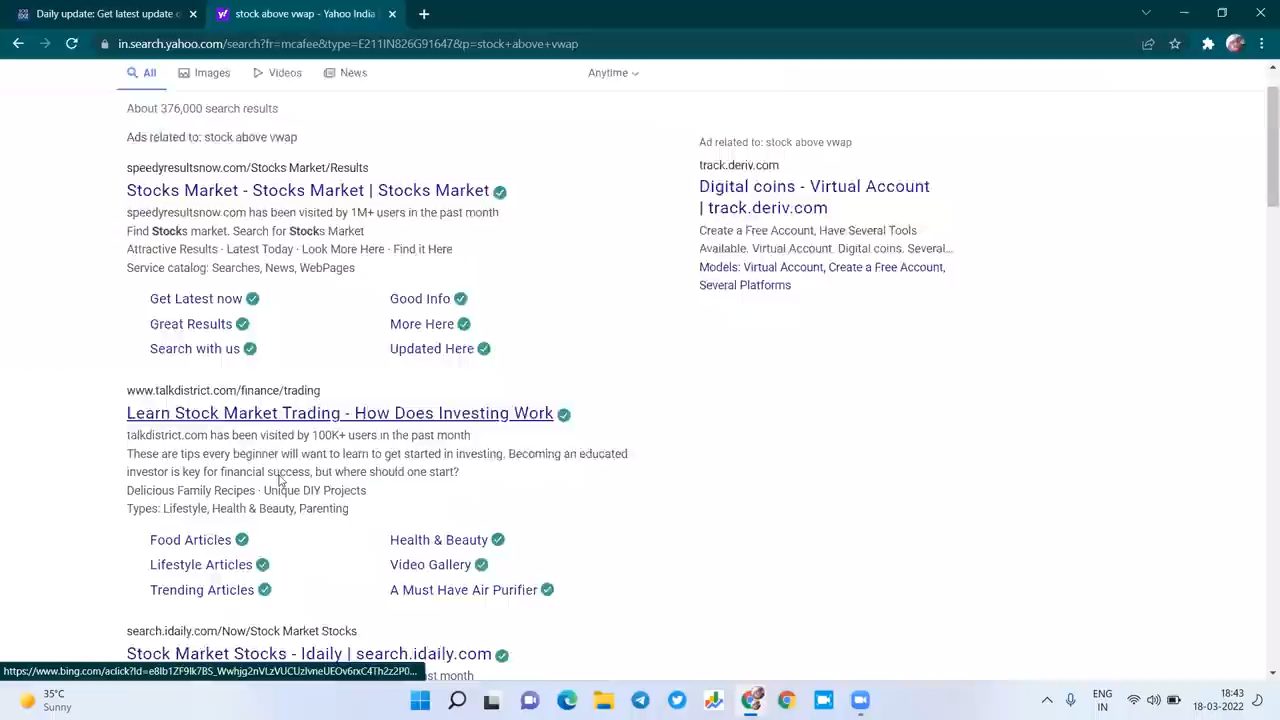 Daily update: Get latest update o
stock above vwap - Yahoo India
in.search.yahoo.com/search?fr=mcafee&type=E211IN826G91647&p=stock+above+vwap
All
Images
Videos
News
Anytime
About 376,000 search results
Ads related to: stock above vwap
speedyresultsnow.com/Stocks Market/Results
Stocks Market - Stocks Market | Stocks Market
speedyresultsnow.com has been visited by 1M+ users in the past month
Find Stocks market. Search for Stocks Market
Attractive Results · Latest Today · Look More Here · Find it Here
Service catalog: Searches, News, WebPages
Get Latest now
Good Info
Great Results
More Here
Search with us
Updated Here
www.talkdistrict.com/finance/trading
Learn Stock Market Trading - How Does Investing Work
talkdistrict.com has been visited by 100K+ users in the past month
These are tips every beginner will want to learn to get started in investing. Becoming an educated
investor is key for financial success, but where should one start?
Delicious Family Recipes · Unique DIY Projects
Types: Lifestyle, Health & Beauty, Parenting
Food Articles
Health & Beauty
Lifestyle Articles
Video Gallery
Trending Articles
A Must Have Air Purifier
search.idaily.com/Now/Stock Market Stocks
Stock Market Stocks - Idaily | search.idaily.com
st month
Ad related to: stock above vwap
track.deriv.com
Digital coins - Virtual Account
| track.deriv.com
Create a Free Account, Have Several Tools
Available. Virtual Account. Digital coins. Several...
Models: Virtual Account, Create a Free Account,
Several Platforms
35°C
Sunny
ENG
IN
18:43
18-03-2022